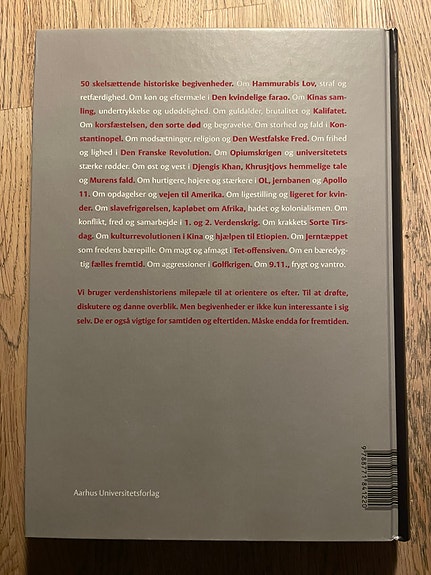 50 skelsættende historiske begivenheder. Om Hammurabis Lov, straf og
retfærdighed. Om køn og eftermæle i Den kvindelige farao. Om Kinas sam-
ling, undertrykkelse og udødelighed. Om guldalder, brutalitet og Kalifatet.
Om korsfæstelsen, den sorte død og begravelse. Om storhed og fald i Kon-
stantinopel. Om modsætninger, religion og Den Westfalske Fred. Om frihed
og lighed i Den Franske Revolution. Om Opiumskrigen og universitetets
stærke rødder. Om øst og vest i Djengis Khan, Khrusjtjovs hemmelige tale
og Murens fald. Om hurtigere, højere og stærkere i OL, jernbanen og Apollo
11. Om opdagelser og vejen til Amerika. Om ligestilling og ligeret for kvin-
der. Om slavefrigørelsen, kapløbet om Afrika, hadet og kolonialismen. Om
konflikt, fred og samarbejde i 1. og 2. Verdenskrig. Om krakkets Sorte Tirs-
dag. Om kulturrevolutionen i Kina og hjælpen til Etiopien. Om Jerntæppet
som fredens bærepille. Om magt og afmagt i Tet-offensiven. Om en bæredyg-
tig fælles fremtid. Om aggressioner i Golfkrigen. Om 9.11., frygt og vantro.
Vi bruger verdenshistoriens milepæle til at orientere os efter. Til at drøfte,
diskutere og danne overblik. Men begivenheder er ikke kun interessante i sig
selv. De er også vigtige for samtiden og eftertiden. Måske endda for fremtiden.
Aarhus Universitetsforlag
9788771841220